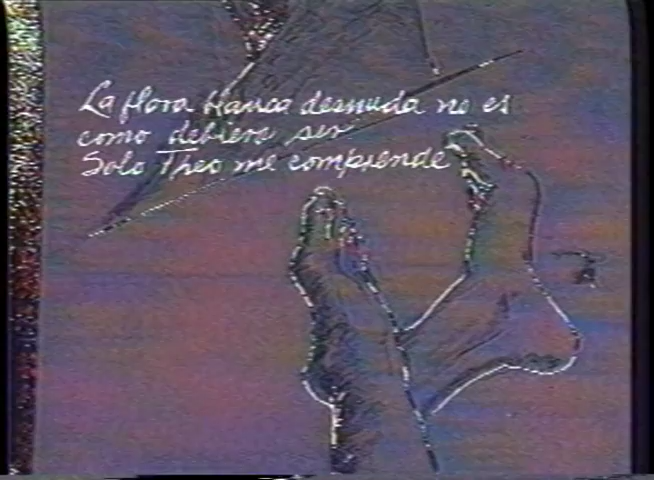 La flora blanca desnuda no es
como debiera ser
Solo Theo me comprende